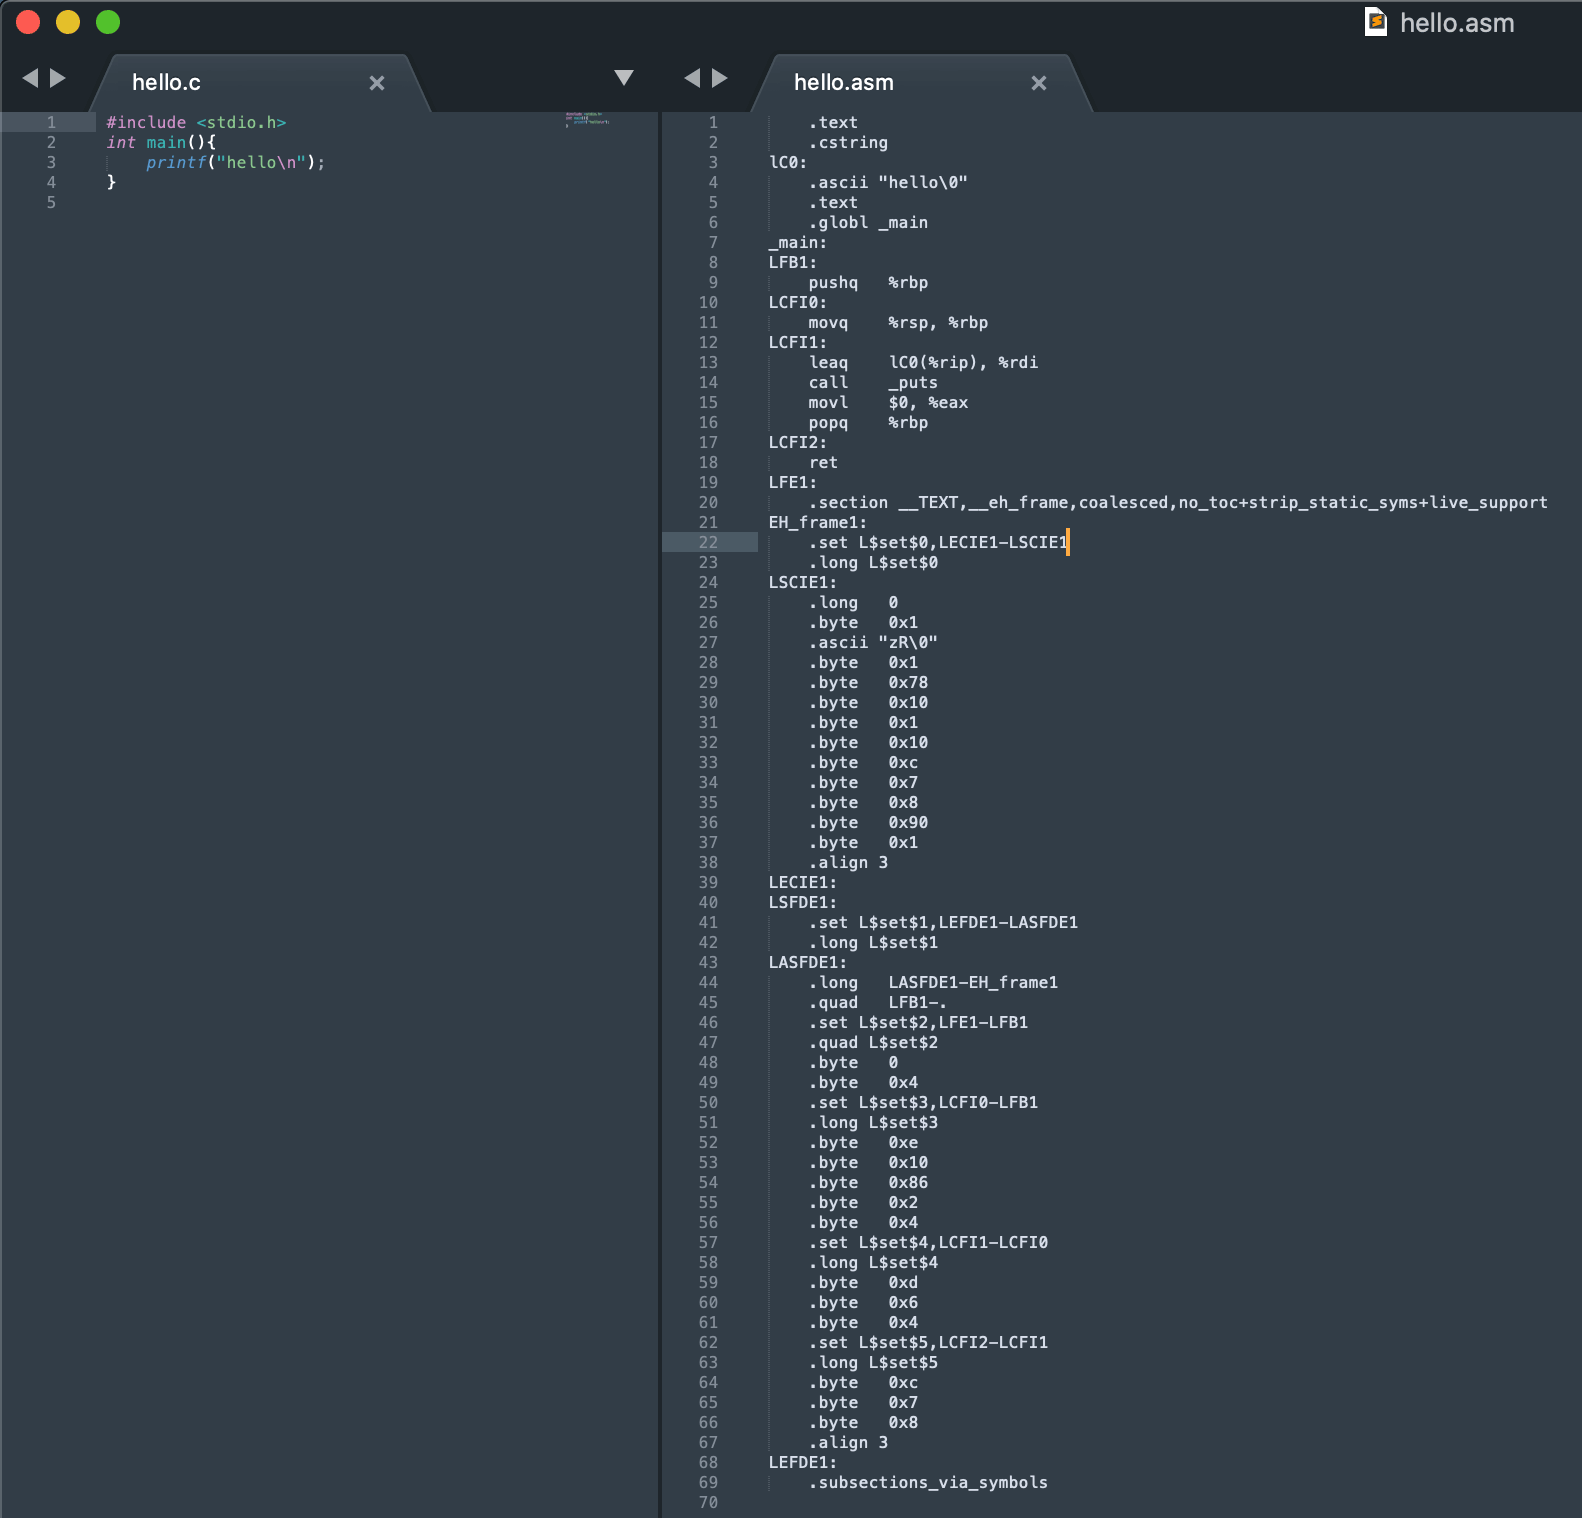 hello.asm
hello.c
1 #include <stdio.h>
2 int main(){
3 printf("hello\n");
4 }
5
hello.asm
1 .text
2 .cstring
3 lC0:
4 .ascii "hello\0"
5 .text
6 .globl _main
7 _main:
8 LFB1:
9 pushq %rbp
10 LCFI0:
11 movq %rsp, %rbp
12 LCFI1:
13 leaq lC0(%rip), %rdi
14 call _puts
15 movl $0, %eax
16 popq %rbp
17 LCFI2:
18 ret
19 LFE1:
20 .section __TEXT,__eh_frame,coalesced,no_toc+strip_static_syms+live_support
21 EH_frame1:
22 .set L$set$0,LECIE1-LSCIE1
23 .long L$set$0
24 LSCIE1:
25 .long 0
26 .byte 0x1
27 .ascii "zR\0"
28 .byte 0x1
29 .byte 0x78
30 .byte 0x10
31 .byte 0x1
32 .byte 0x10
33 .byte 0xc
34 .byte 0x7
35 .byte 0x8
36 .byte 0x90
37 .byte 0x1
38 .align 3
39 LECIE1:
40 LSFDE1:
41 .set L$set$1,LEFDE1-LASFDE1
42 .long L$set$1
43 LASFDE1:
44 .long LASFDE1-EH_frame1
45 .quad LFB1-.
46 .set L$set$2,LFE1-LFB1
47 .quad L$set$2
48 .byte 0
49 .byte 0x4
50 .set L$set$3,LCFI0-LFB1
51 .long L$set$3
52 .byte 0xe
53 .byte 0x10
54 .byte 0x86
55 .byte 0x2
56 .byte 0x4
57 .set L$set$4,LCFI1-LCFI0
58 .long L$set$4
59 .byte 0xd
60 .byte 0x6
61 .byte 0x4
62 .set L$set$5,LCFI2-LCFI1
63 .long L$set$5
64 .byte 0xc
65 .byte 0x7
66 .byte 0x8
67 .align 3
68 LEFDE1:
69 .subsections_via_symbols
70